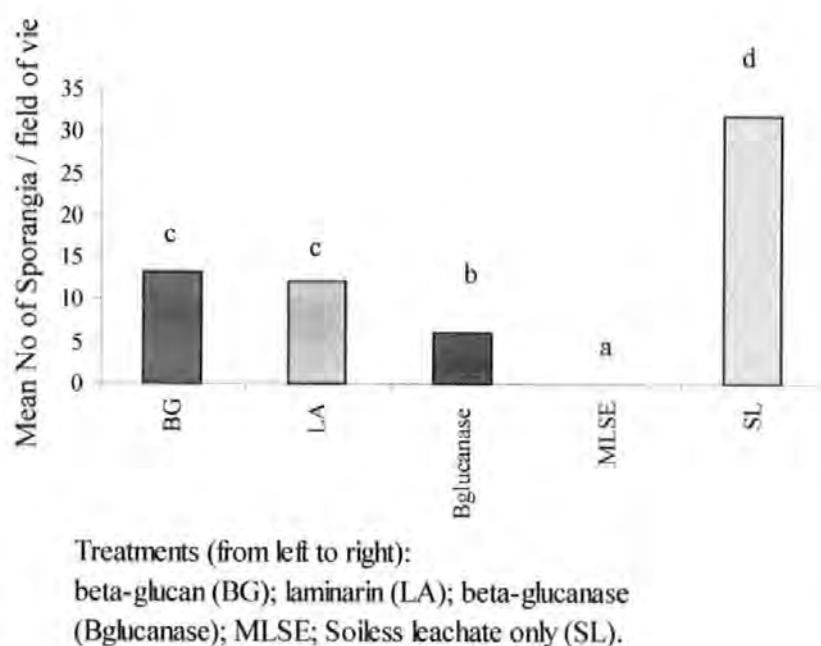 Mean No of Sporangia / field of vie
35
30
25
20
15
10
5
0
c
c
b
a
d
BG
LA
Bglucanase
MLSE
SL
Treatments (from left to right):
beta-glucan (BG); laminarin (LA); beta-glucanase
(Bglucanase); MLSE; Soiless leachate only (SL).